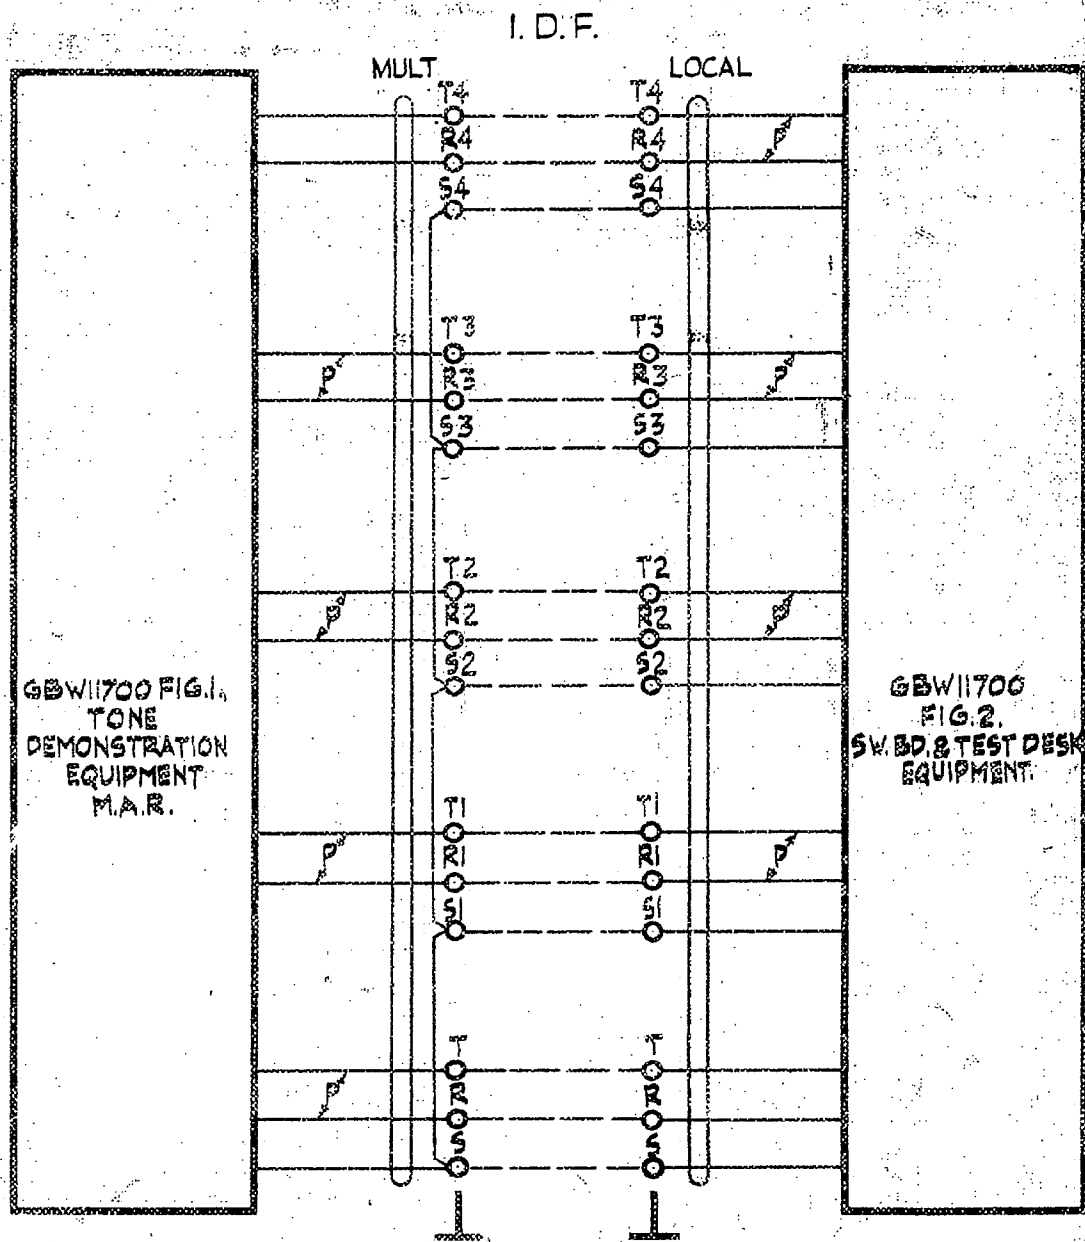 I.D.F.
MULT LOCAL
T4 T4
R4 R4 P
S4 S4
T3 T3
P R3 R3 P
S3 S3
T2 T2
P R2 R2 P
S2 S2
GBW11700 FIG.1.
TONE
DEMONSTRATION
EQUIPMENT
M.A.R.
GBW11700
FIG.2.
SW.BD.& TEST DESK
EQUIPMENT.
T1 T1
P R1 R1 P
S1 S1
T T
P R R
S S